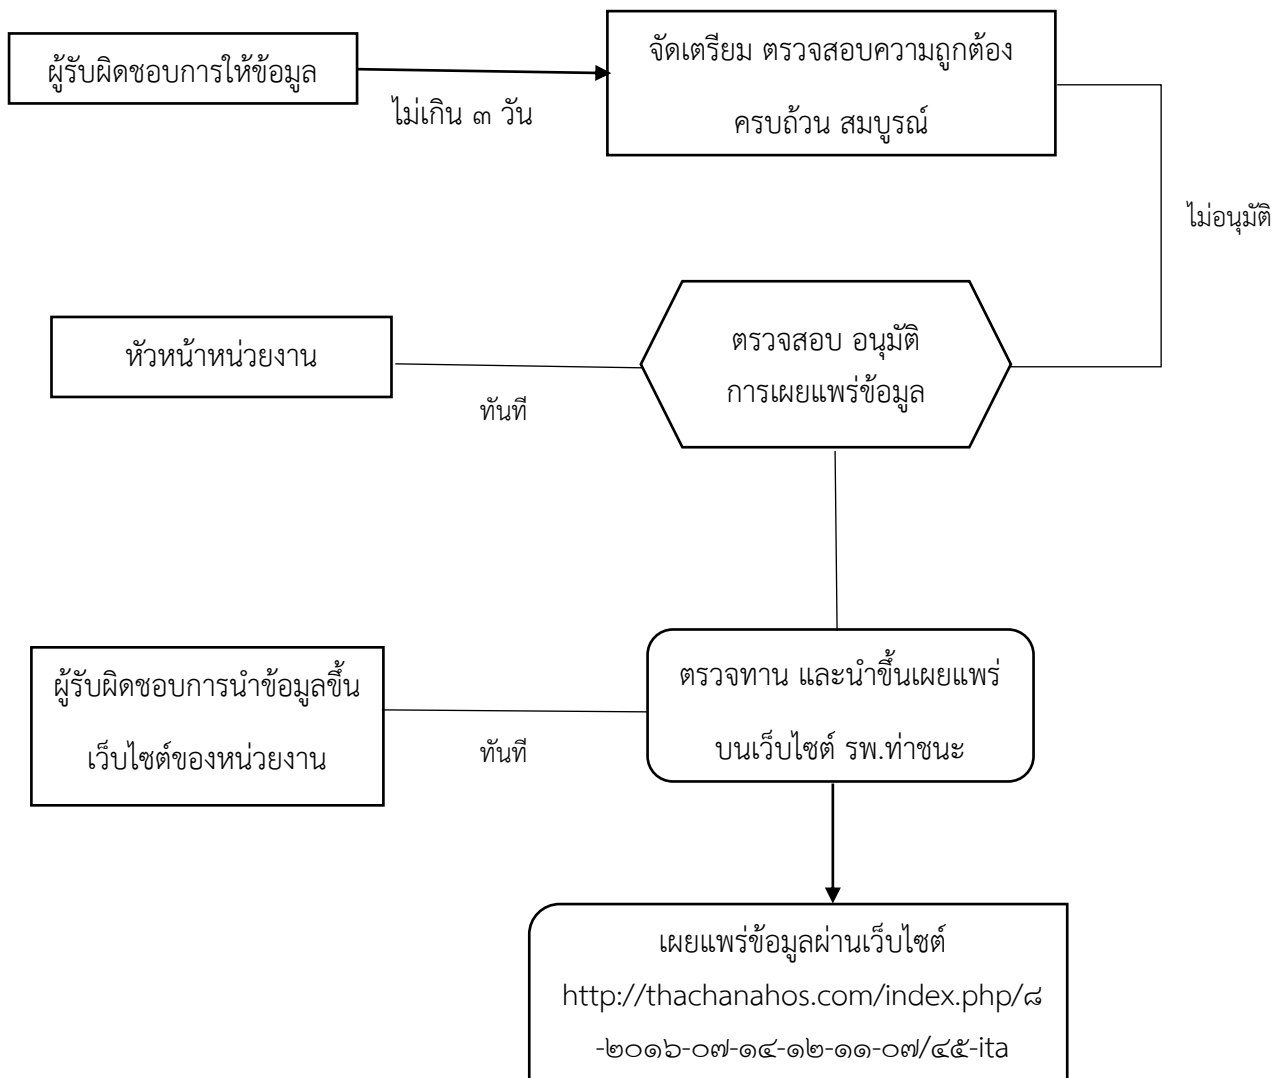 ผู้รับผิดชอบการให้ข้อมูล
ไม่เกิน ๓ วัน
จัดเตรียม ตรวจสอบความถูกต้อง
ครบถ้วน สมบูรณ์
ไม่อนุมัติ
หัวหน้าหน่วยงาน
ทันที
ตรวจสอบ อนุมัติ
การเผยแพร่ข้อมูล
ผู้รับผิดชอบการนำข้อมูลขึ้น
เว็บไซต์ของหน่วยงาน
ทันที
ตรวจทาน และนำขึ้นเผยแพร่
บนเว็บไซต์ รพ.ท่าชนะ
เผยแพร่ข้อมูลผ่านเว็บไซต์
http://thachanahos.com/index.php/๘
-๒๐๑๖-๐๗-๑๔-๑๒-๑๑-๐๗/๔๕-ita